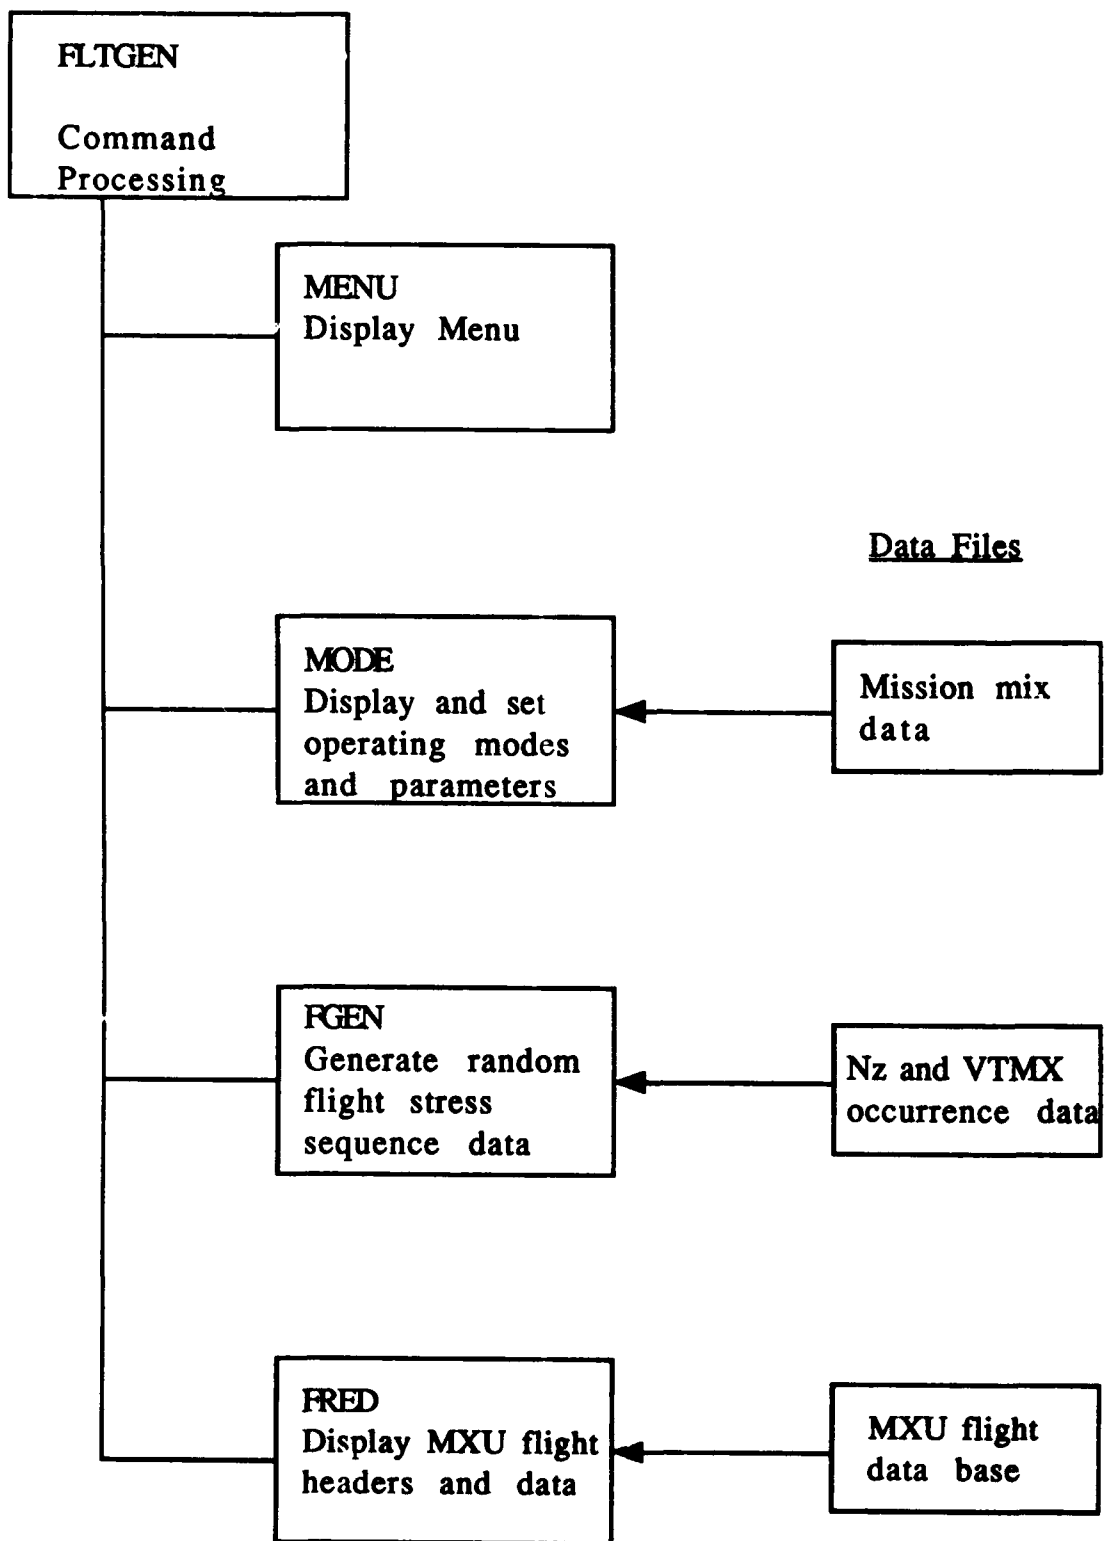 FLTGEN
Command
Processing
MENU
Display Menu
Data Files
MODE
Display and set
operating modes
and parameters
Mission mix
data
FGEN
Generate random
flight stress
sequence data
Nz and VTMX
occurrence data
FRED
Display MXU flight
headers and data
MXU flight
data base